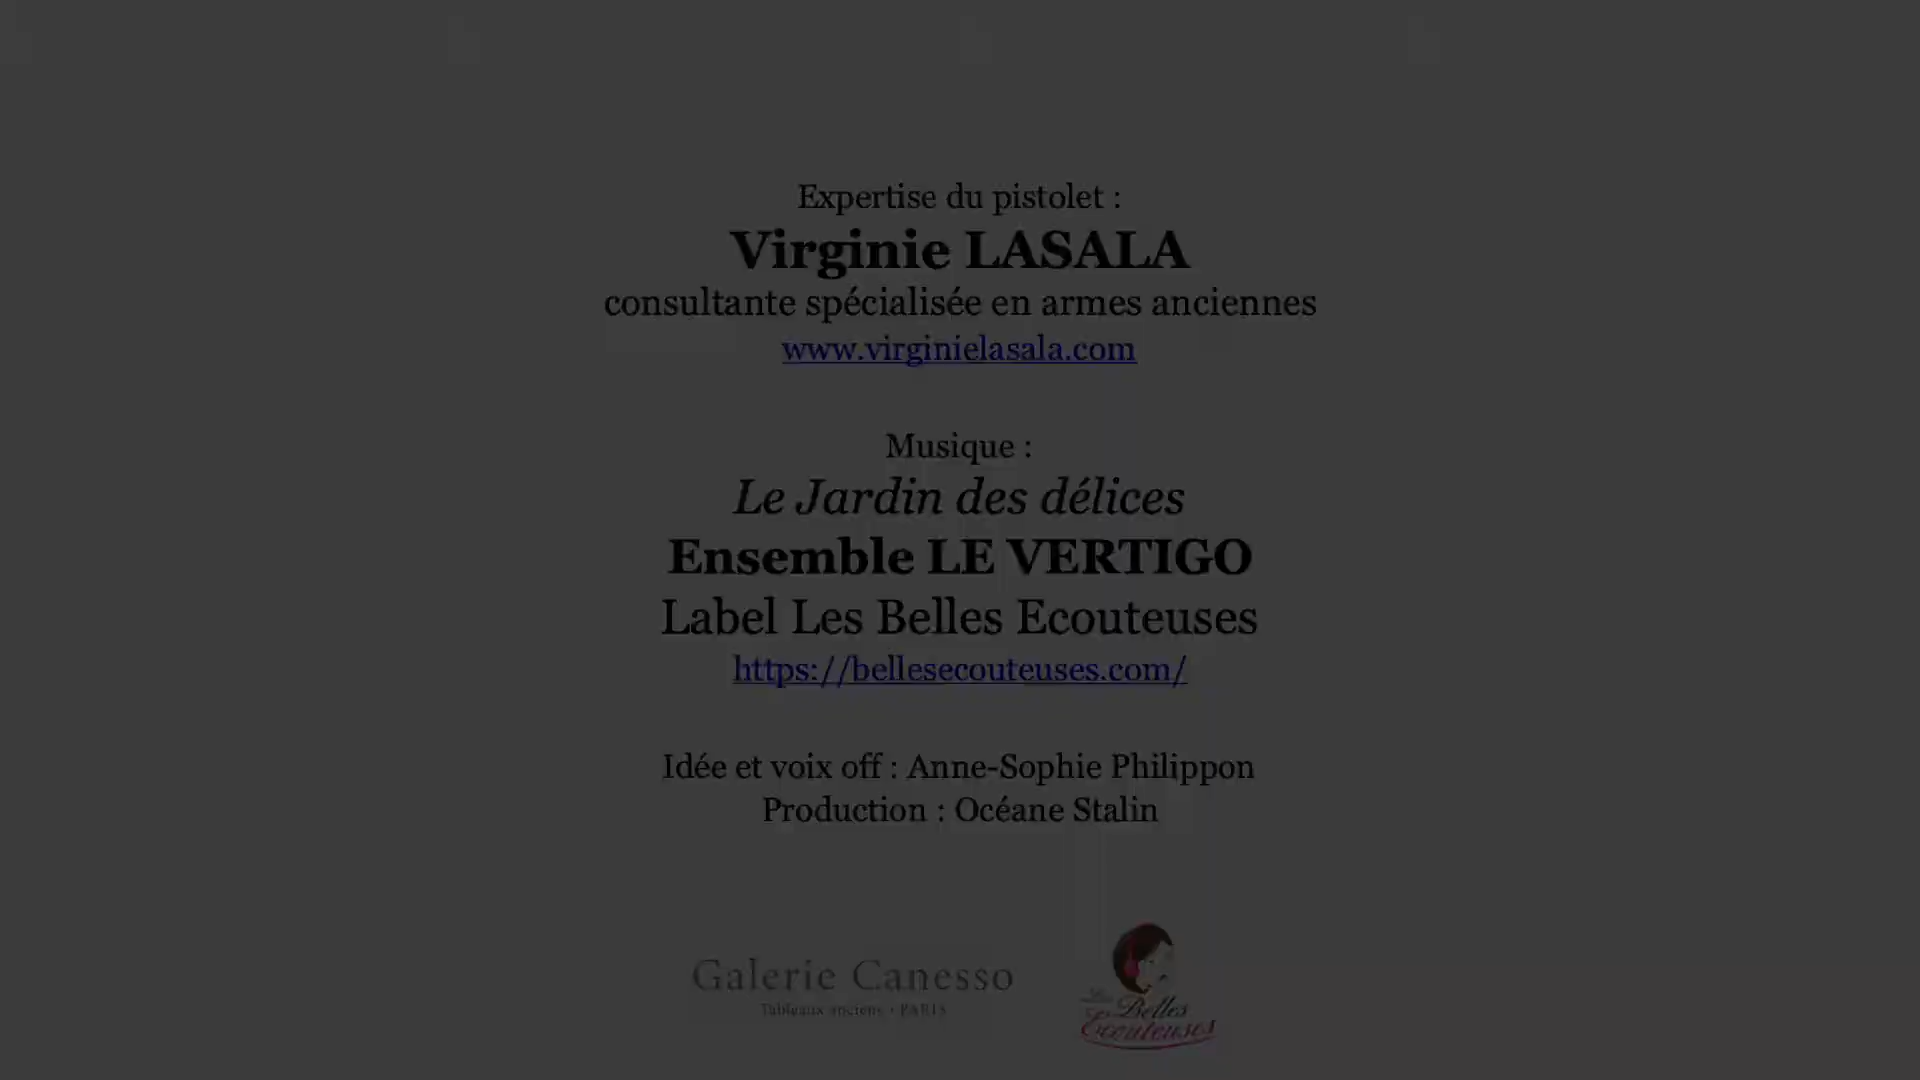 Expertise du pistolet :
Virginie LASALA
consultante spécialisée en armes anciennes
www.virginielasala.com
Musique :
Le Jardin des délices
Ensemble LE VERTIGO
Label Les Belles Ecouteuses
https://bellesecouteuses.com/
Idée et voix off : Anne-Sophie Philippon
Production : Océane Stalin
Galerie Canesso
Tableaux anciens • PARIS
Les
Belles
Ecouteuses